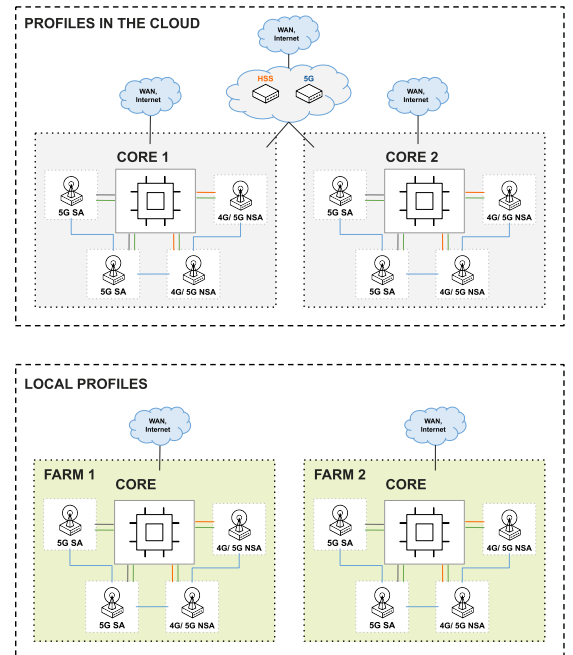 PROFILES IN THE CLOUD
WAN,
Internet
HSS 5G
WAN,
Internet
WAN,
Internet
CORE 1
5G SA
4G/ 5G NSA
5G SA
4G/ 5G NSA
CORE 2
5G SA
4G/ 5G NSA
5G SA
4G/ 5G NSA
LOCAL PROFILES
WAN,
Internet
WAN,
Internet
FARM 1
CORE
5G SA
4G/ 5G NSA
5G SA
4G/ 5G NSA
FARM 2
CORE
5G SA
4G/ 5G NSA
5G SA
4G/ 5G NSA